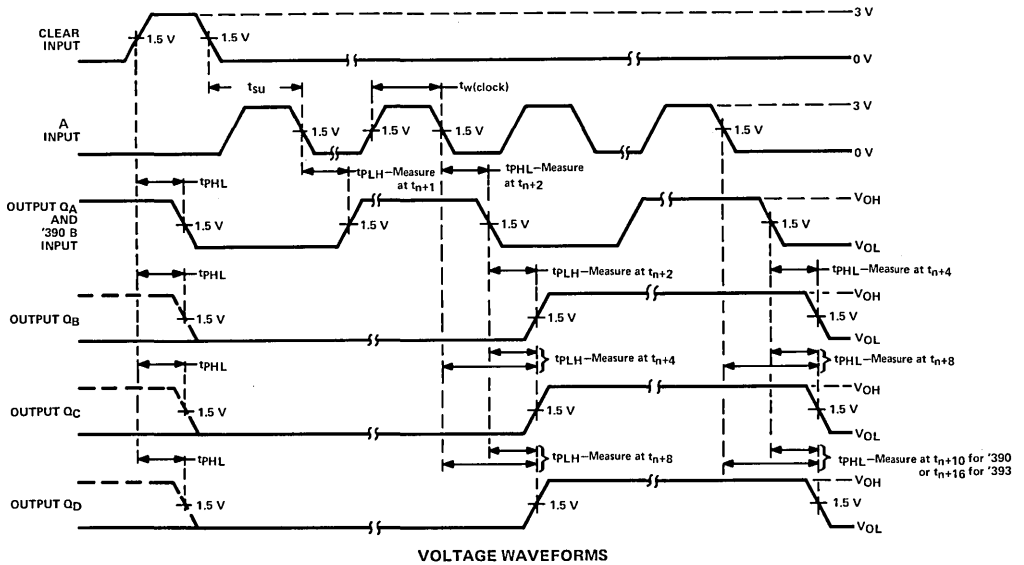 3 V
CLEAR
INPUT
1.5 V
1.5 V
0 V
tsu
tw(clock)
A
INPUT
3 V
1.5 V
1.5 V
1.5 V
1.5 V
0 V
tPHL
tPLH–Measure
at tn+1
tPHL–Measure
at tn+2
OUTPUT QA
AND
'390 B
INPUT
VOH
1.5 V
1.5 V
1.5 V
1.5 V
VOL
tPHL
tPLH–Measure at tn+2
tPHL–Measure at tn+4
OUTPUT QB
VOH
1.5 V
1.5 V
1.5 V
VOL
tPHL
tPLH–Measure at tn+4
tPHL–Measure at tn+8
OUTPUT QC
VOH
1.5 V
1.5 V
1.5 V
VOL
tPHL
tPLH–Measure at tn+8
tPHL–Measure at tn+10 for '390
or tn+16 for '393
OUTPUT QD
VOH
1.5 V
1.5 V
1.5 V
VOL
VOLTAGE WAVEFORMS